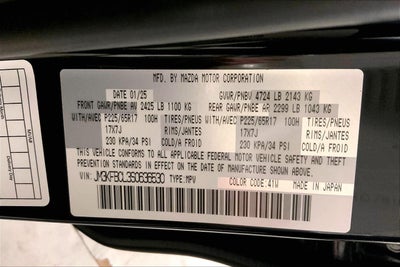 MFD. BY MAZDA MOTOR CORPORATION
DATE 01/25 GVWR/PNBV 4724 LB 2143 KG
FRONT GAWR/PNBE AV 2425 LB 1100 KG REAR GAWR/PNBE AR 2299 LB 1043 KG
WITH/AVEC P225/65R17 100H TIRES/PNEUS WITH/AVEC P225/65R17 100H TIRES/PNEUS
17X7J RIMS/JANTES 17X7J RIMS/JANTES
230 KPA/34 PSI COLD/A FROID 230 KPA/34 PSI COLD/A FROID
THIS VEHICLE CONFORMS TO ALL APPLICABLE FEDERAL MOTOR VEHICLE SAFETY AND THEFT
PREVENTION STANDARDS IN EFFECT ON THE DATE OF MANUFACTURE SHOWN ABOVE.
TYPE:MPV COLOR CODE:41W MADE IN JAPAN